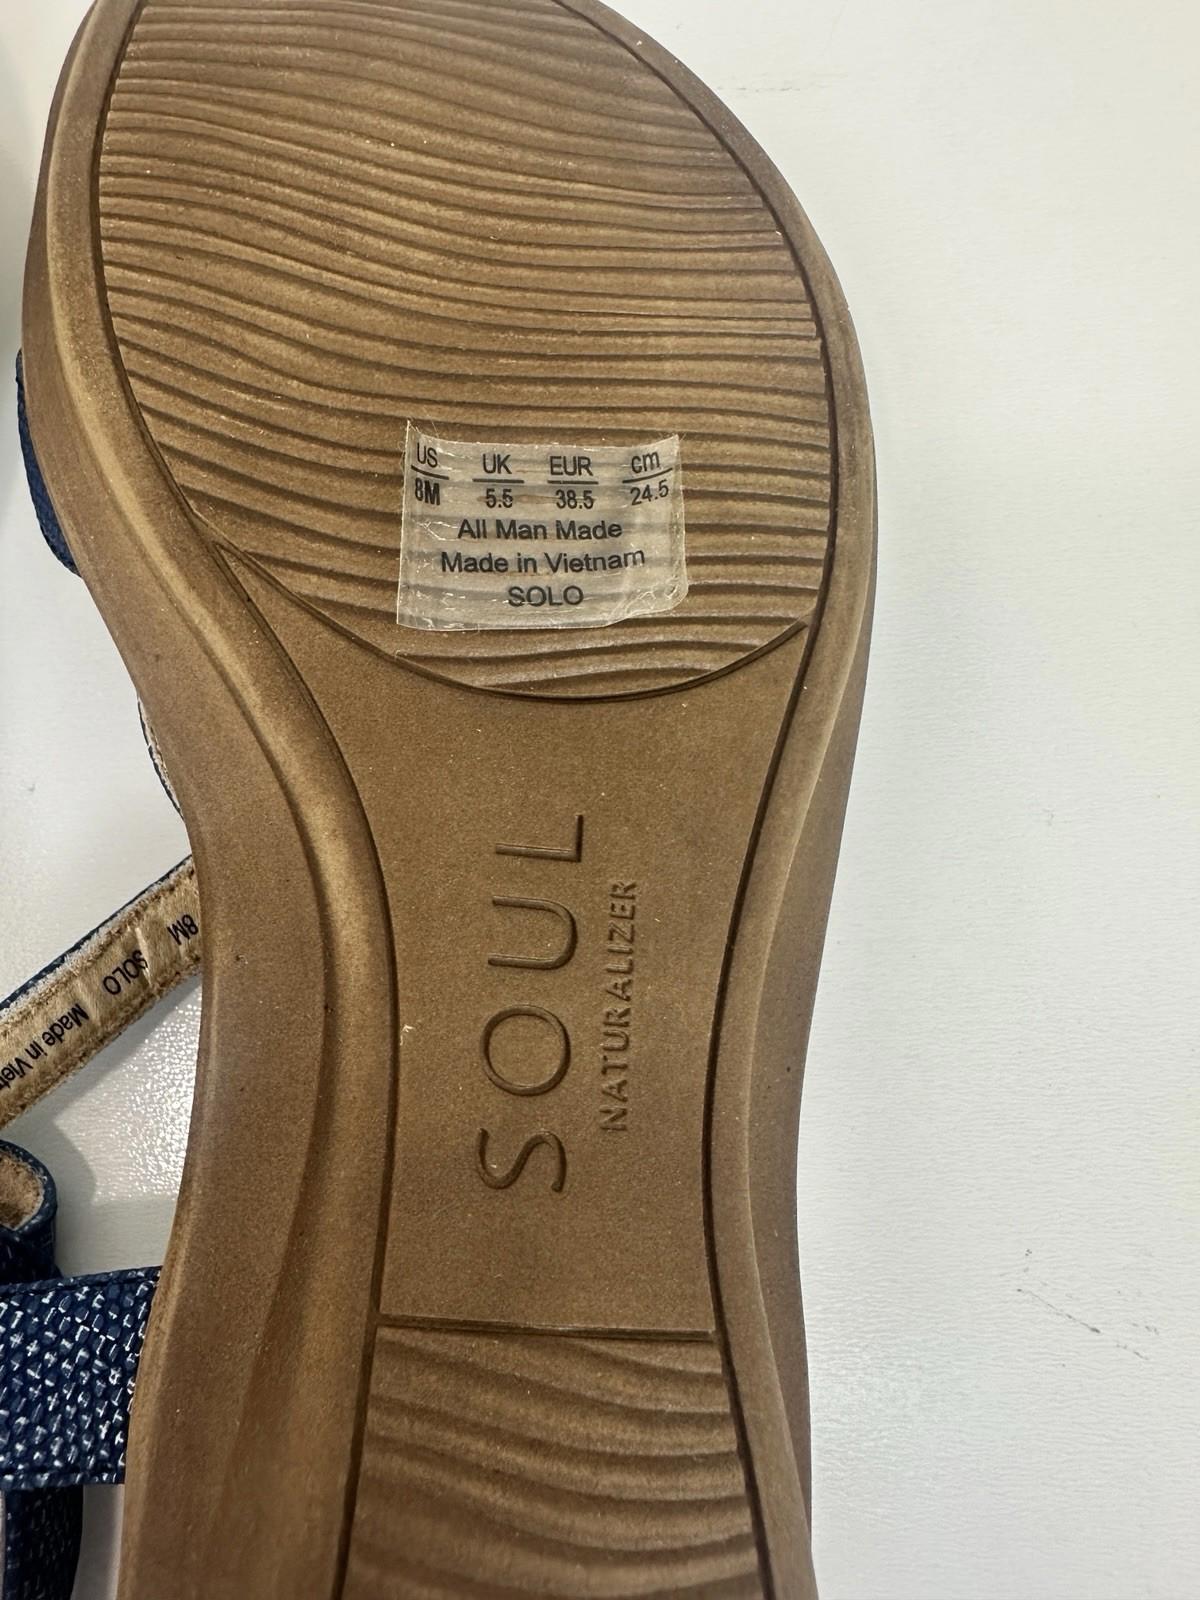 US UK EUR cm
8M 5.5 38.5 24.5
All Man Made
Made in Vietnam
SOLO
SOUL
NATURALIZER
8M
SOLO
Made in Viet